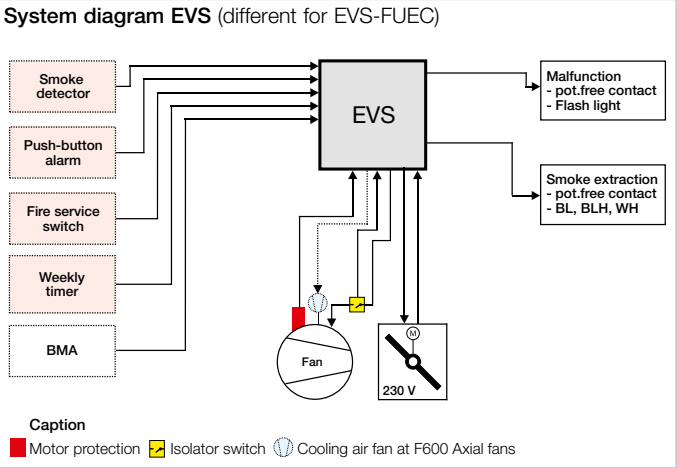 System diagram EVS (different for EVS-FUEC)
Smoke
detector
Push-button
alarm
Fire service
switch
Weekly
timer
BMA
EVS
Malfunction
- pot.free contact
- Flash light
Smoke extraction
- pot.free contact
- BL, BLH, WH
Fan
M
230 V
Caption
Motor protection
Isolator switch
Cooling air fan at F600 Axial fans